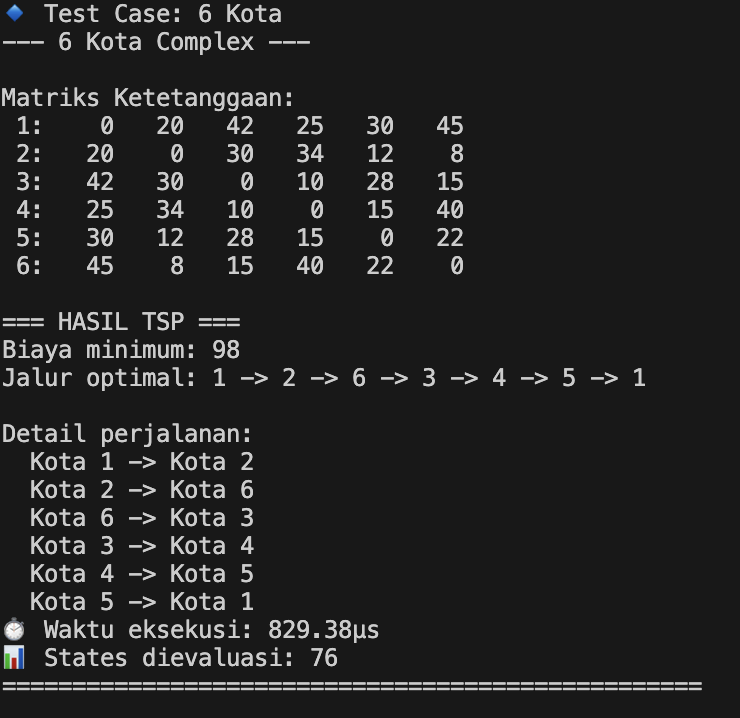 🔹 Test Case: 6 Kota
--- 6 Kota Complex ---

Matriks Ketetanggaan:
 1:    0   20   42   25   30   45
 2:   20    0   30   34   12    8
 3:   42   30    0   10   28   15
 4:   25   34   10    0   15   40
 5:   30   12   28   15    0   22
 6:   45    8   15   40   22    0

=== HASIL TSP ===
Biaya minimum: 98
Jalur optimal: 1 -> 2 -> 6 -> 3 -> 4 -> 5 -> 1

Detail perjalanan:
  Kota 1 -> Kota 2
  Kota 2 -> Kota 6
  Kota 6 -> Kota 3
  Kota 3 -> Kota 4
  Kota 4 -> Kota 5
  Kota 5 -> Kota 1
⏱️ Waktu eksekusi: 829.38µs
📊 States dievaluasi: 76
==================================================